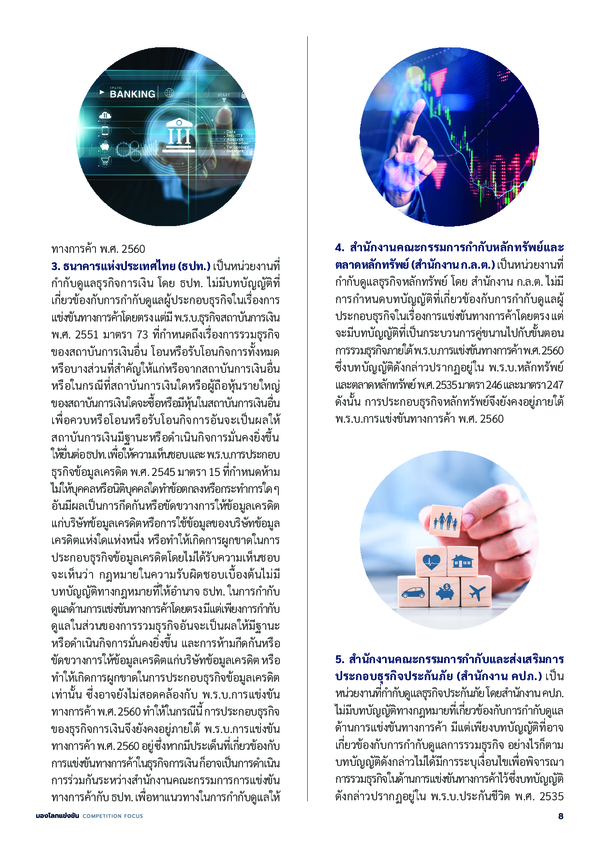 BANKING
ทางการค้า พ.ศ. 2560
3. ธนาคารแห่งประเทศไทย (ธปท.) เป็นหน่วยงานที่
กำกับดูแลธุรกิจการเงิน โดย ธปท. ไม่มีบทบัญญัติที่
เกี่ยวข้องกับการกำกับดูแลผู้ประกอบธุรกิจในเรื่องการ
แข่งขันทางการค้าโดยตรง แต่มี พ.ร.บ.ธุรกิจสถาบันการเงิน
พ.ศ. 2551 มาตรา 73 ที่กำหนดถึงเรื่องการรวมธุรกิจ
ของสถาบันการเงินอื่น โอนหรือรับโอนกิจการทั้งหมด
หรือบางส่วนที่สำคัญให้แก่หรือจากสถาบันการเงินอื่น
หรือในกรณีที่สถาบันการเงินใดหรือผู้ถือหุ้นรายใหญ่
ของสถาบันการเงินใดจะซื้อหรือมีหุ้นในสถาบันการเงินอื่น
เพื่อควบหรือโอนหรือรับโอนกิจการอันจะเป็นผลให้
สถาบันการเงินมีฐานะหรือดำเนินกิจการมั่นคงยิ่งขึ้น
ให้ยื่นต่อ ธปท. เพื่อให้ความเห็นชอบ และ พ.ร.บ.การประกอบ
ธุรกิจข้อมูลเครดิต พ.ศ. 2545 มาตรา 15 ที่กำหนดห้าม
ไม่ให้บุคคลหรือนิติบุคคลใดทำข้อตกลงหรือกระทำการใด ๆ
อันมีผลเป็นการกีดกันหรือขัดขวางการให้ข้อมูลเครดิต
แก่บริษัทข้อมูลเครดิตหรือการใช้ข้อมูลของบริษัทข้อมูล
เครดิตแห่งใดแห่งหนึ่ง หรือทำให้เกิดการผูกขาดในการ
ประกอบธุรกิจข้อมูลเครดิตโดยไม่ได้รับความเห็นชอบ
จะเห็นว่า กฎหมายในความรับผิดชอบเบื้องต้นไม่มี
บทบัญญัติทางกฎหมายที่ให้อำนาจ ธปท. ในการกำกับ
ดูแลด้านการแข่งขันทางการค้าโดยตรง มีแต่เพียงการกำกับ
ดูแลในส่วนของการรวมธุรกิจอันจะเป็นผลให้มีฐานะ
หรือดำเนินกิจการมั่นคงยิ่งขึ้น และการห้ามกีดกันหรือ
ขัดขวางการให้ข้อมูลเครดิตแก่บริษัทข้อมูลเครดิต หรือ
ทำให้เกิดการผูกขาดในการประกอบธุรกิจข้อมูลเครดิต
เท่านั้น ซึ่งอาจยังไม่สอดคล้องกับ พ.ร.บ.การแข่งขัน
ทางการค้า พ.ศ. 2560 ทำให้ในกรณีนี้ การประกอบธุรกิจ
ของธุรกิจการเงินจึงยังคงอยู่ภายใต้ พ.ร.บ.การแข่งขัน
ทางการค้า พ.ศ. 2560 อยู่ ซึ่งหากมีประเด็นที่เกี่ยวข้องกับ
การแข่งขันทางการค้าในธุรกิจการเงิน ก็อาจเป็นการดำเนิน
การร่วมกันระหว่างสำนักงานคณะกรรมการการแข่งขัน
ทางการค้ากับ ธปท. เพื่อหาแนวทางในการกำกับดูแลให้
4. สำนักงานคณะกรรมการกำกับหลักทรัพย์และ
ตลาดหลักทรัพย์ (สำนักงาน ก.ล.ต.) เป็นหน่วยงานที่
กำกับดูแลธุรกิจหลักทรัพย์ โดย สำนักงาน ก.ล.ต. ไม่มี
การกำหนดบทบัญญัติที่เกี่ยวข้องกับการกำกับดูแลผู้
ประกอบธุรกิจในเรื่องการแข่งขันทางการค้าโดยตรง แต่
จะมีบทบัญญัติที่เป็นกระบวนการคู่ขนานไปกับขั้นตอน
การรวมธุรกิจภายใต้ พ.ร.บ.การแข่งขันทางการค้า พ.ศ. 2560
ซึ่งบทบัญญัติดังกล่าวปรากฏอยู่ใน พ.ร.บ.หลักทรัพย์
และตลาดหลักทรัพย์ พ.ศ. 2535 มาตรา 246 และมาตรา 247
ดังนั้น การประกอบธุรกิจหลักทรัพย์จึงยังคงอยู่ภายใต้
พ.ร.บ.การแข่งขันทางการค้า พ.ศ. 2560
5. สำนักงานคณะกรรมการกำกับและส่งเสริมการ
ประกอบธุรกิจประกันภัย (สำนักงาน คปภ.) เป็น
หน่วยงานที่กำกับดูแลธุรกิจประกันภัย โดยสำนักงาน คปภ.
ไม่มีบทบัญญัติทางกฎหมายที่เกี่ยวข้องกับการกำกับดูแล
ด้านการแข่งขันทางการค้า มีแต่เพียงบทบัญญัติที่อาจ
เกี่ยวข้องกับการกำกับดูแลการรวมธุรกิจ อย่างไรก็ตาม
บทบัญญัติดังกล่าวไม่ได้มีการระบุเงื่อนไขเพื่อพิจารณา
การรวมธุรกิจในด้านการแข่งขันทางการค้าไว้ ซึ่งบทบัญญัติ
ดังกล่าวปรากฏอยู่ใน พ.ร.บ.ประกันชีวิต พ.ศ. 2535
มองโลกแข่งขัน COMPETITION FOCUS
8